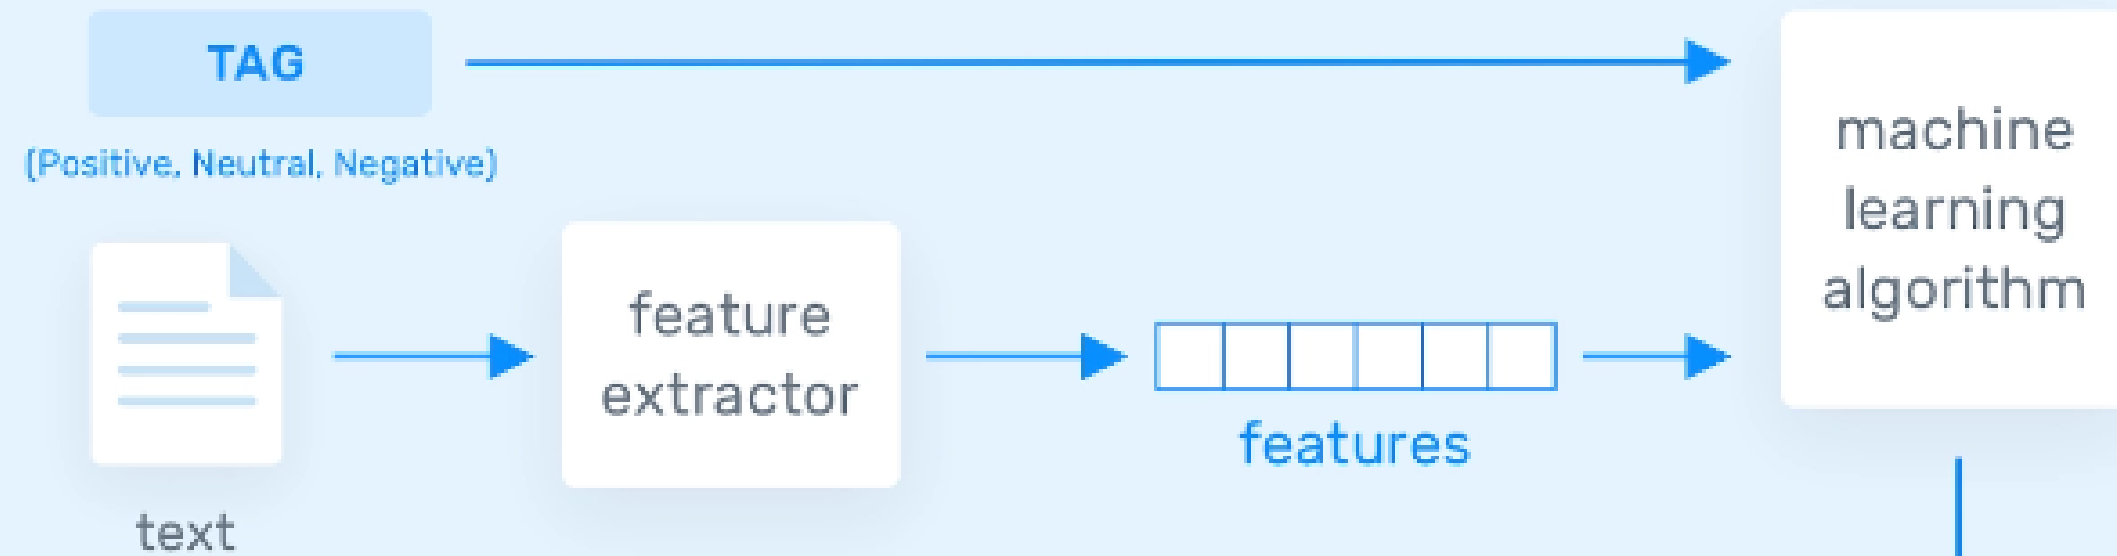 TAG
(Positive, Neutral, Negative)
machine
learning
algorithm
feature
extractor
features
text